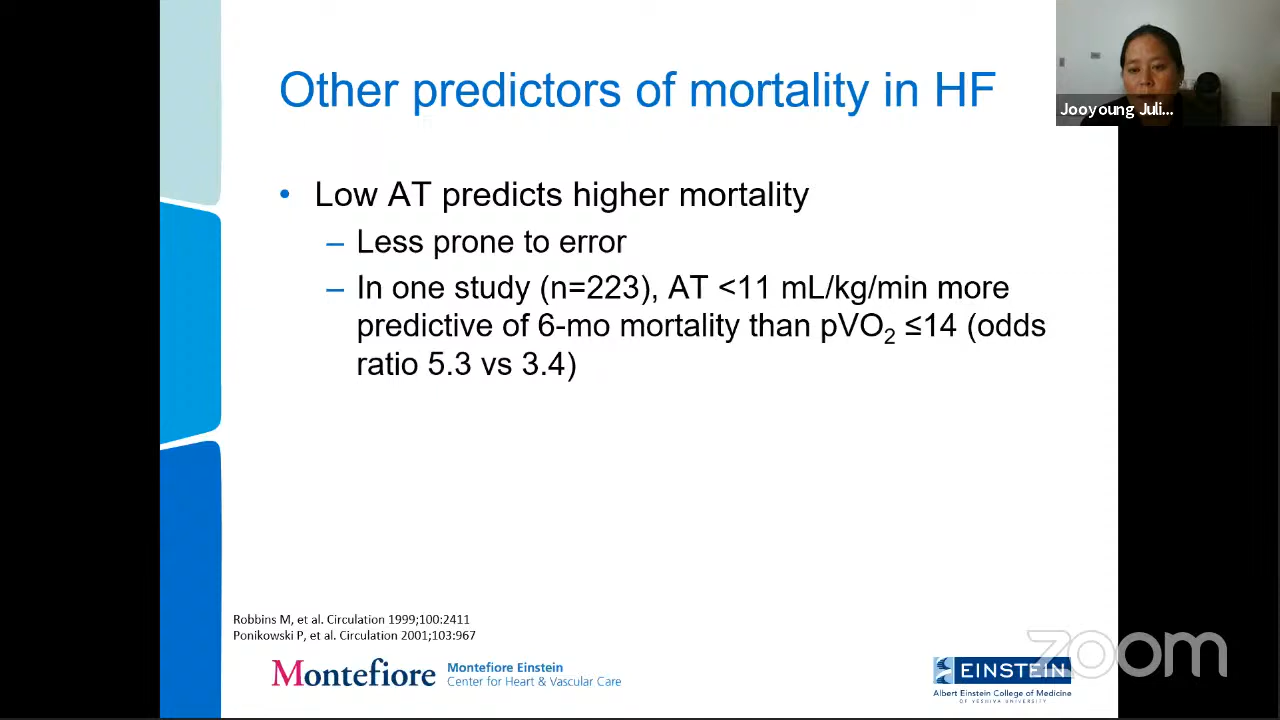 Other predictors of mortality in HF
Jooyoung Juli...
• Low AT predicts higher mortality
– Less prone to error
– In one study (n=223), AT <11 mL/kg/min more
predictive of 6-mo mortality than pVO₂ ≤14 (odds
ratio 5.3 vs 3.4)
Robbins M, et al. Circulation 1999;100:2411
Ponikowski P, et al. Circulation 2001;103:967
Montefiore
Montefiore Einstein
Center for Heart & Vascular Care
EINSTEIN
Albert Einstein College of Medicine
OF YESHIVA UNIVERSITY
zoom